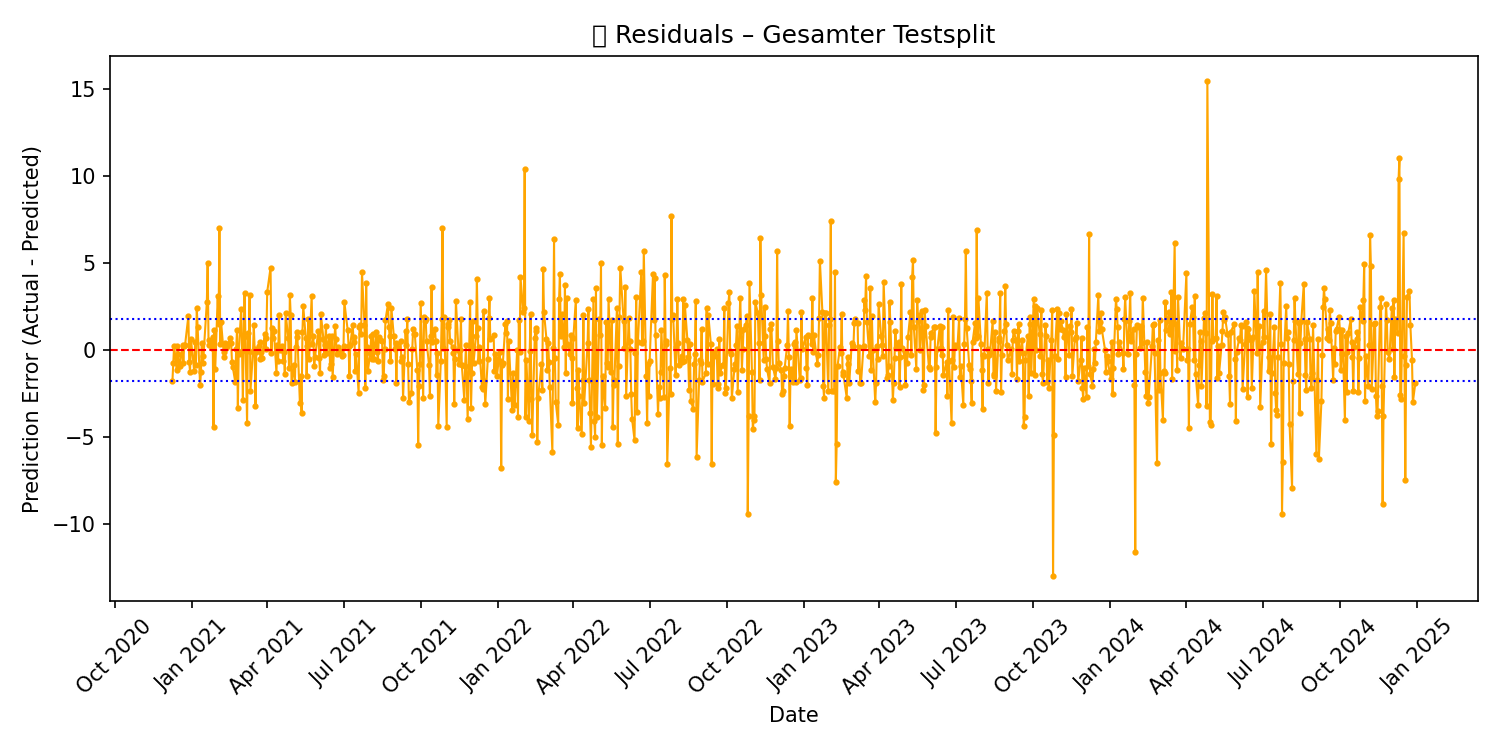 Residuals – Gesamter Testsplit
Prediction Error (Actual - Predicted)
15
10
5
0
−5
−10
Oct 2020
Jan 2021
Apr 2021
Jul 2021
Oct 2021
Jan 2022
Apr 2022
Jul 2022
Oct 2022
Jan 2023
Apr 2023
Jul 2023
Oct 2023
Jan 2024
Apr 2024
Jul 2024
Oct 2024
Jan 2025
Date